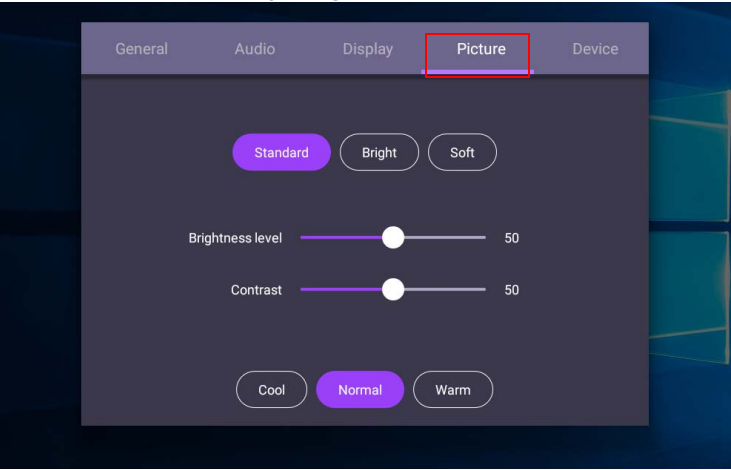 General Audio Display Picture Device
Standard Bright Soft
Brightness level 50
Contrast 50
Cool Normal Warm